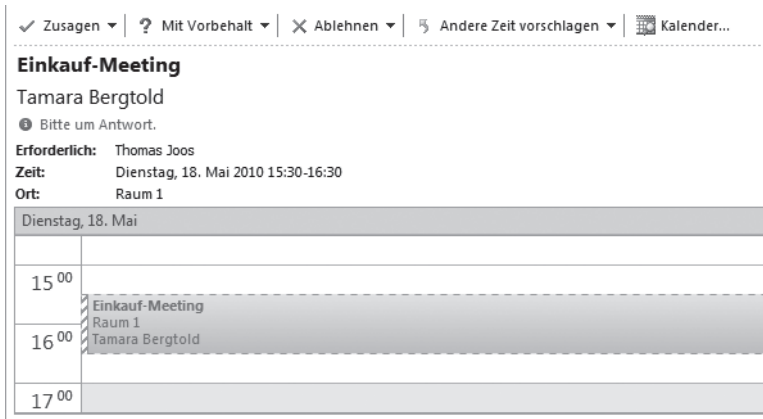 Zusagen Mit Vorbehalt Ablehnen Andere Zeit vorschlagen Kalender...
Einkauf-Meeting
Tamara Bergtold
Bitte um Antwort.
Erforderlich: Thomas Joos
Zeit: Dienstag, 18. Mai 2010 15:30-16:30
Ort: Raum 1
Dienstag, 18. Mai
15 00
Einkauf-Meeting
Raum 1
16 00 Tamara Bergtold
17 00